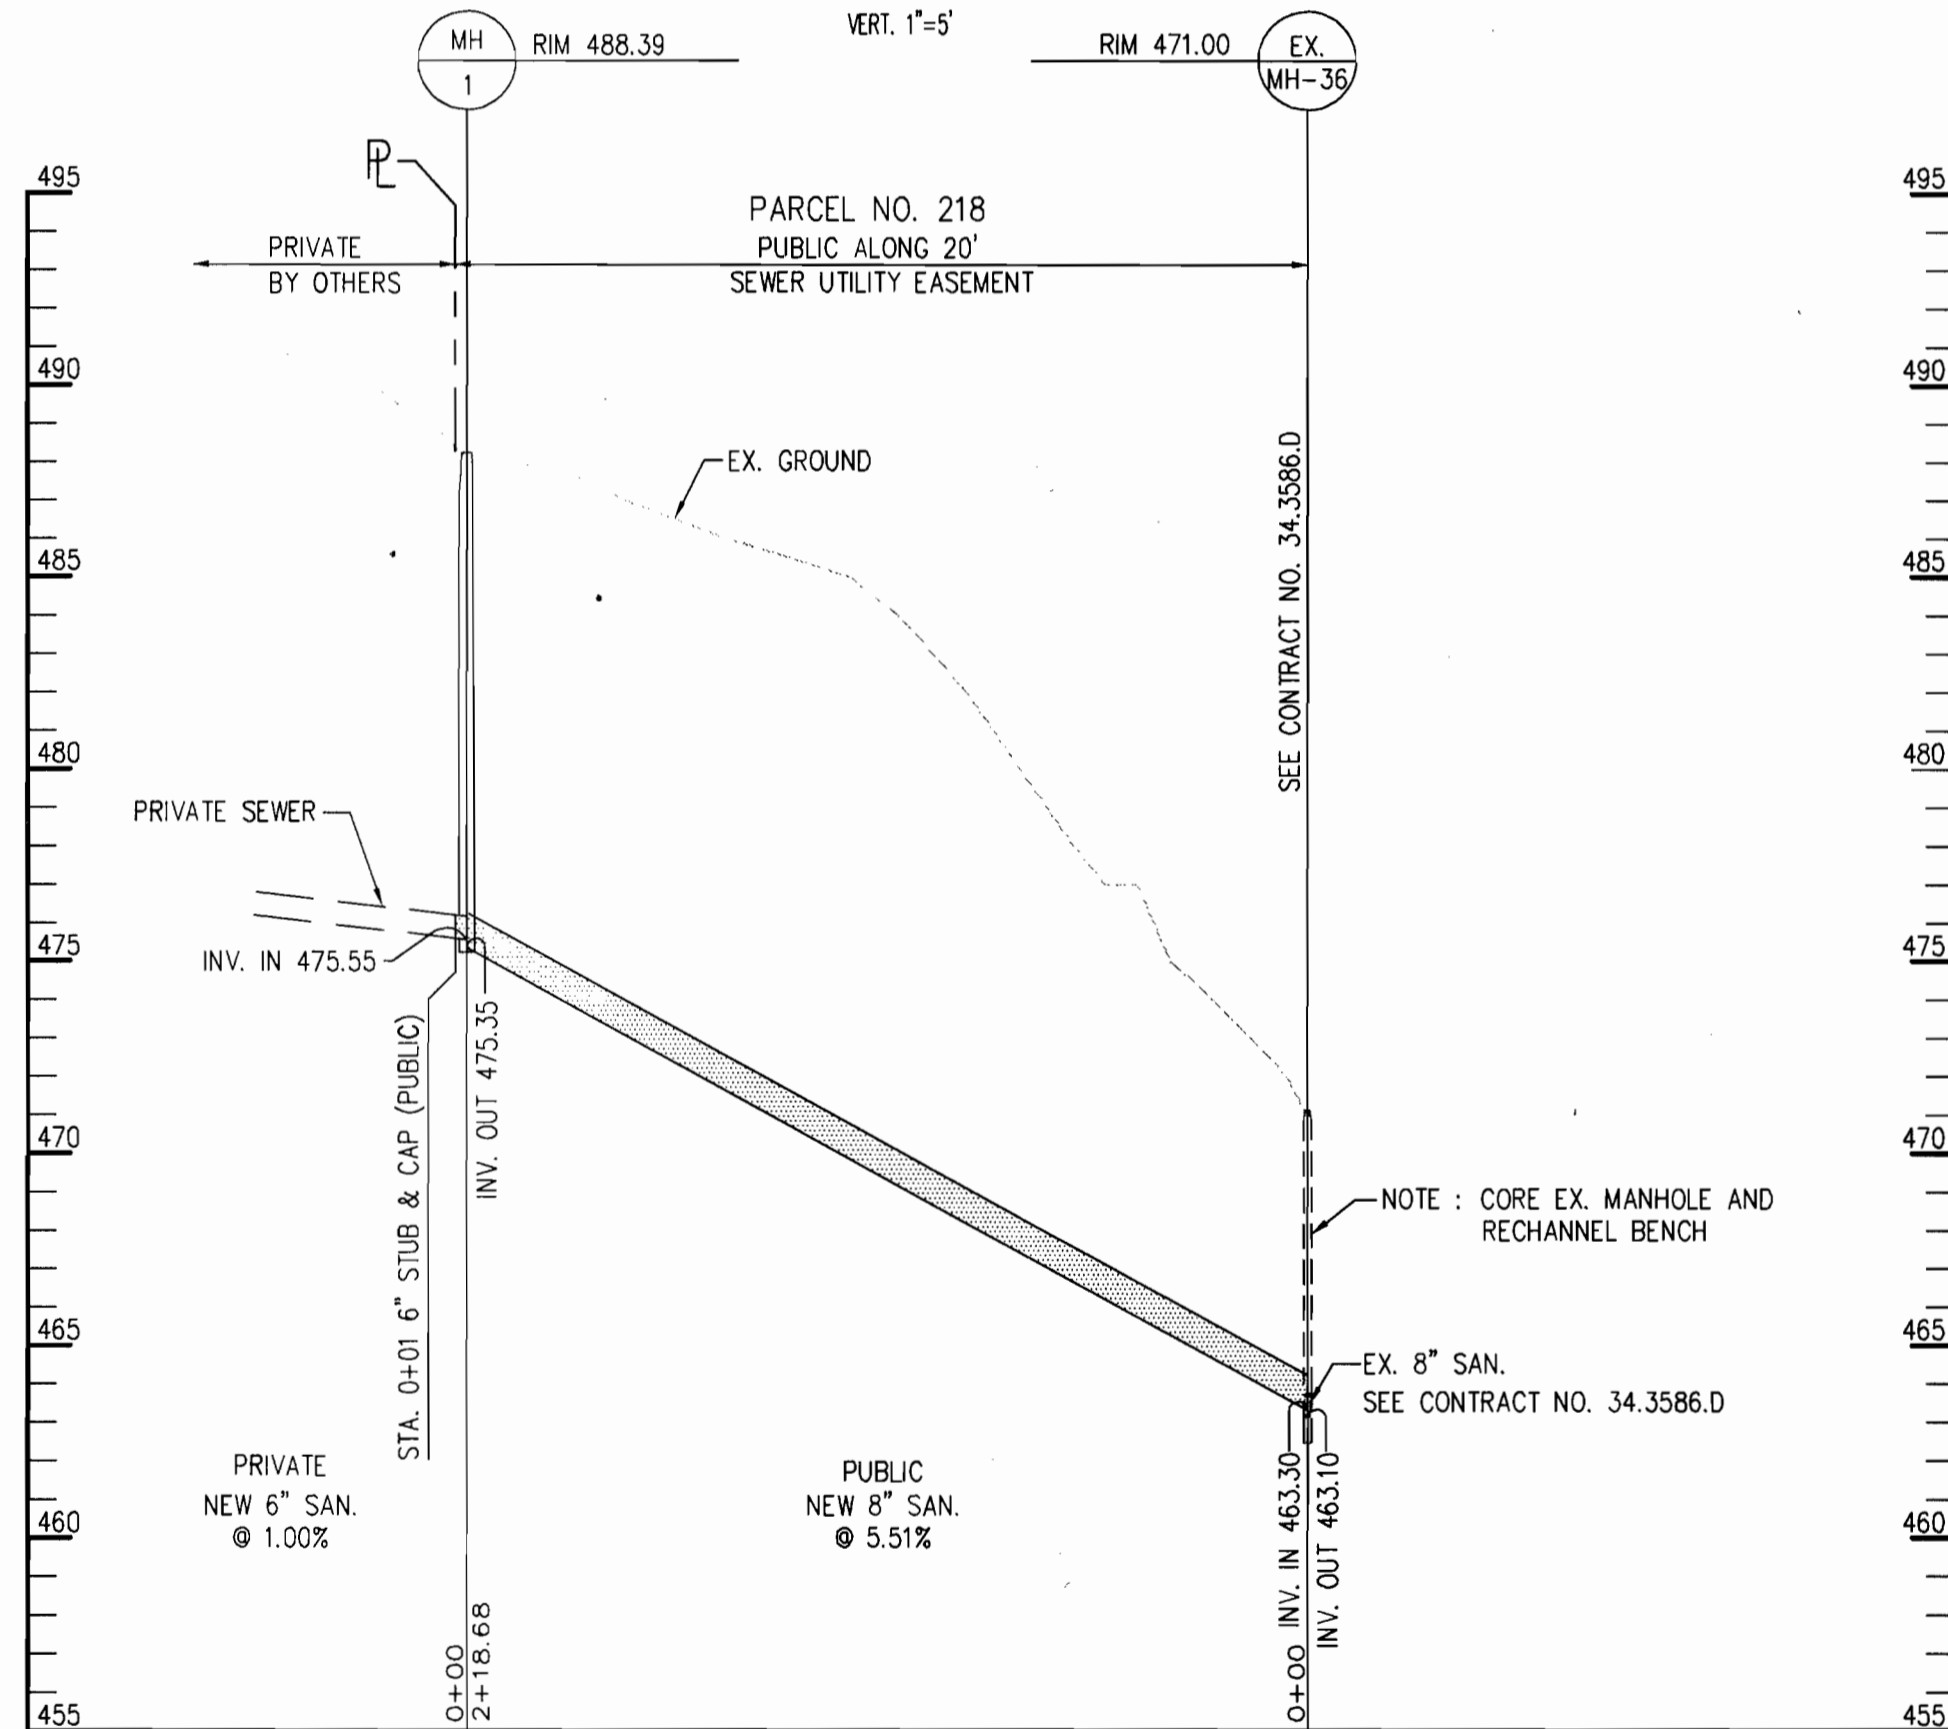 VERT. 1"=5'
MH
1
RIM 488.39
RIM 471.00
EX.
MH-36
PL
PARCEL NO. 218
PRIVATE
BY OTHERS
PUBLIC ALONG 20'
SEWER UTILITY EASEMENT
495
490
485
480
475
470
465
460
455
495
490
485
480
475
470
465
460
455
EX. GROUND
SEE CONTRACT NO. 34.3586.D
PRIVATE SEWER
INV. IN 475.55
STA. 0+01 6" STUB & CAP (PUBLIC)
INV. OUT 475.35
NOTE : CORE EX. MANHOLE AND
RECHANNEL BENCH
EX. 8" SAN.
SEE CONTRACT NO. 34.3586.D
PRIVATE
NEW 6" SAN.
@ 1.00%
PUBLIC
NEW 8" SAN.
@ 5.51%
0+00
2+18.68
0+00 INV. IN 463.30
INV. OUT 463.10